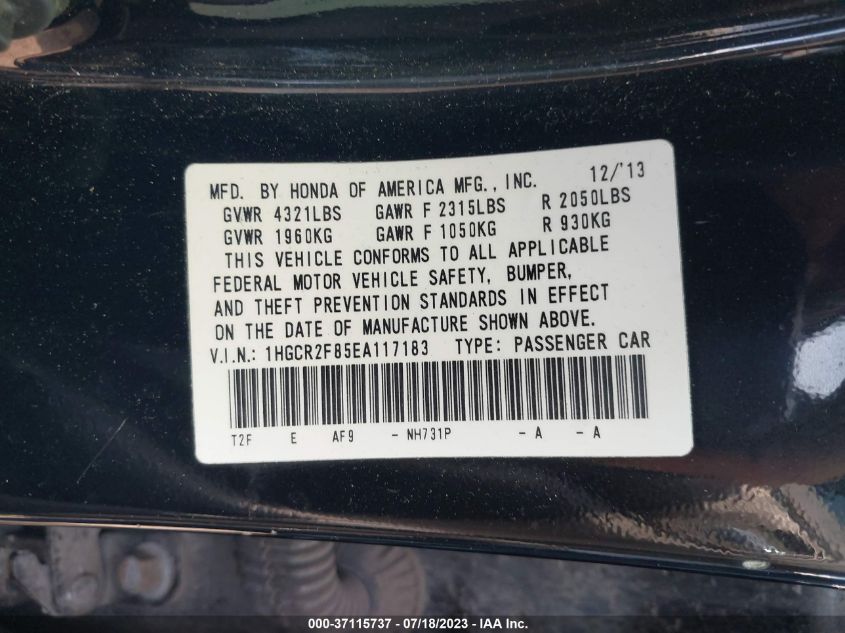 MFD. BY HONDA OF AMERICA MFG., INC. 12/'13
GVWR 4321LBS GAWR F 2315LBS R 2050LBS
GVWR 1960KG GAWR F 1050KG R 930KG
THIS VEHICLE CONFORMS TO ALL APPLICABLE
FEDERAL MOTOR VEHICLE SAFETY, BUMPER,
AND THEFT PREVENTION STANDARDS IN EFFECT
ON THE DATE OF MANUFACTURE SHOWN ABOVE.
V.I.N.: 1HGCR2F85EA117183 TYPE: PASSENGER CAR
T2F E AF9 - NH731P - A - A
000-37115737 - 07/18/2023 - IAA Inc.